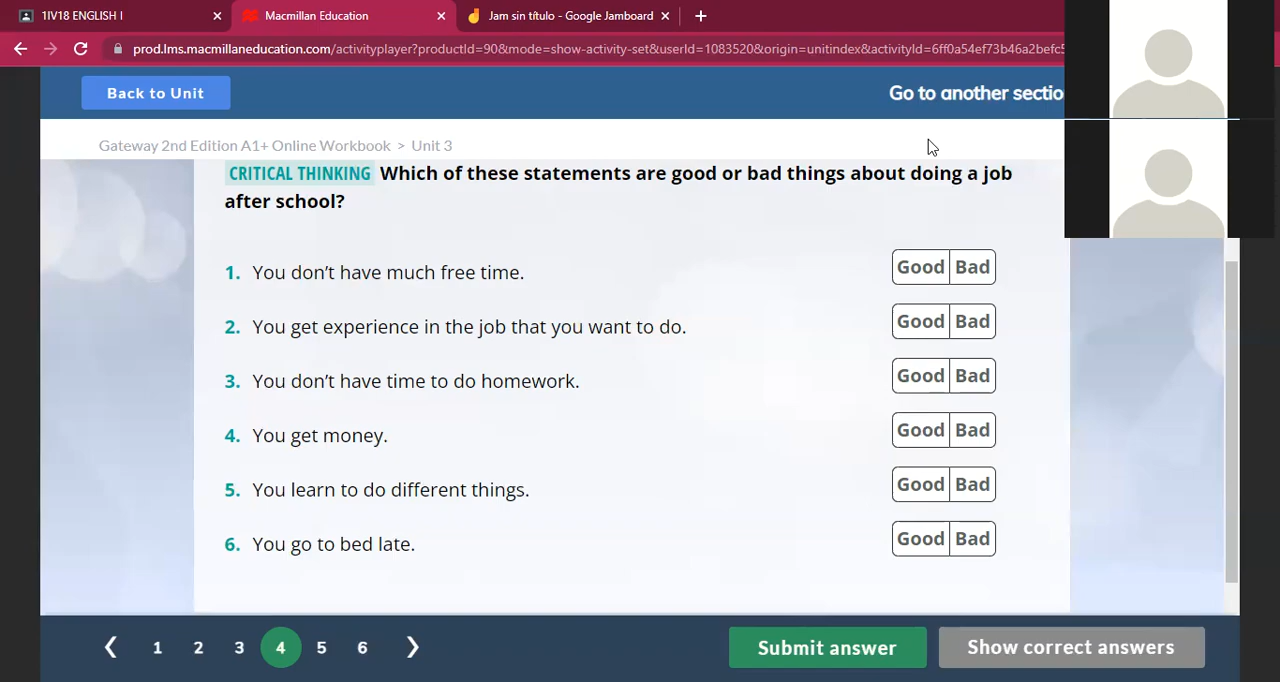 1IV18 ENGLISH I
Macmillan Education
Jam sin título - Google Jamboard
prod.lms.macmillaneducation.com/activityplayer?productId=90&mode=show-activity-set&userId=1083520&origin=unitindex&activityId=6ff0a54ef73b46a2befc5
Back to Unit
Go to another sectio
Gateway 2nd Edition A1+ Online Workbook > Unit 3
CRITICAL THINKING Which of these statements are good or bad things about doing a job
after school?
1. You don’t have much free time. Good Bad
2. You get experience in the job that you want to do. Good Bad
3. You don’t have time to do homework. Good Bad
4. You get money. Good Bad
5. You learn to do different things. Good Bad
6. You go to bed late. Good Bad
1 2 3 4 5 6
Submit answer
Show correct answers